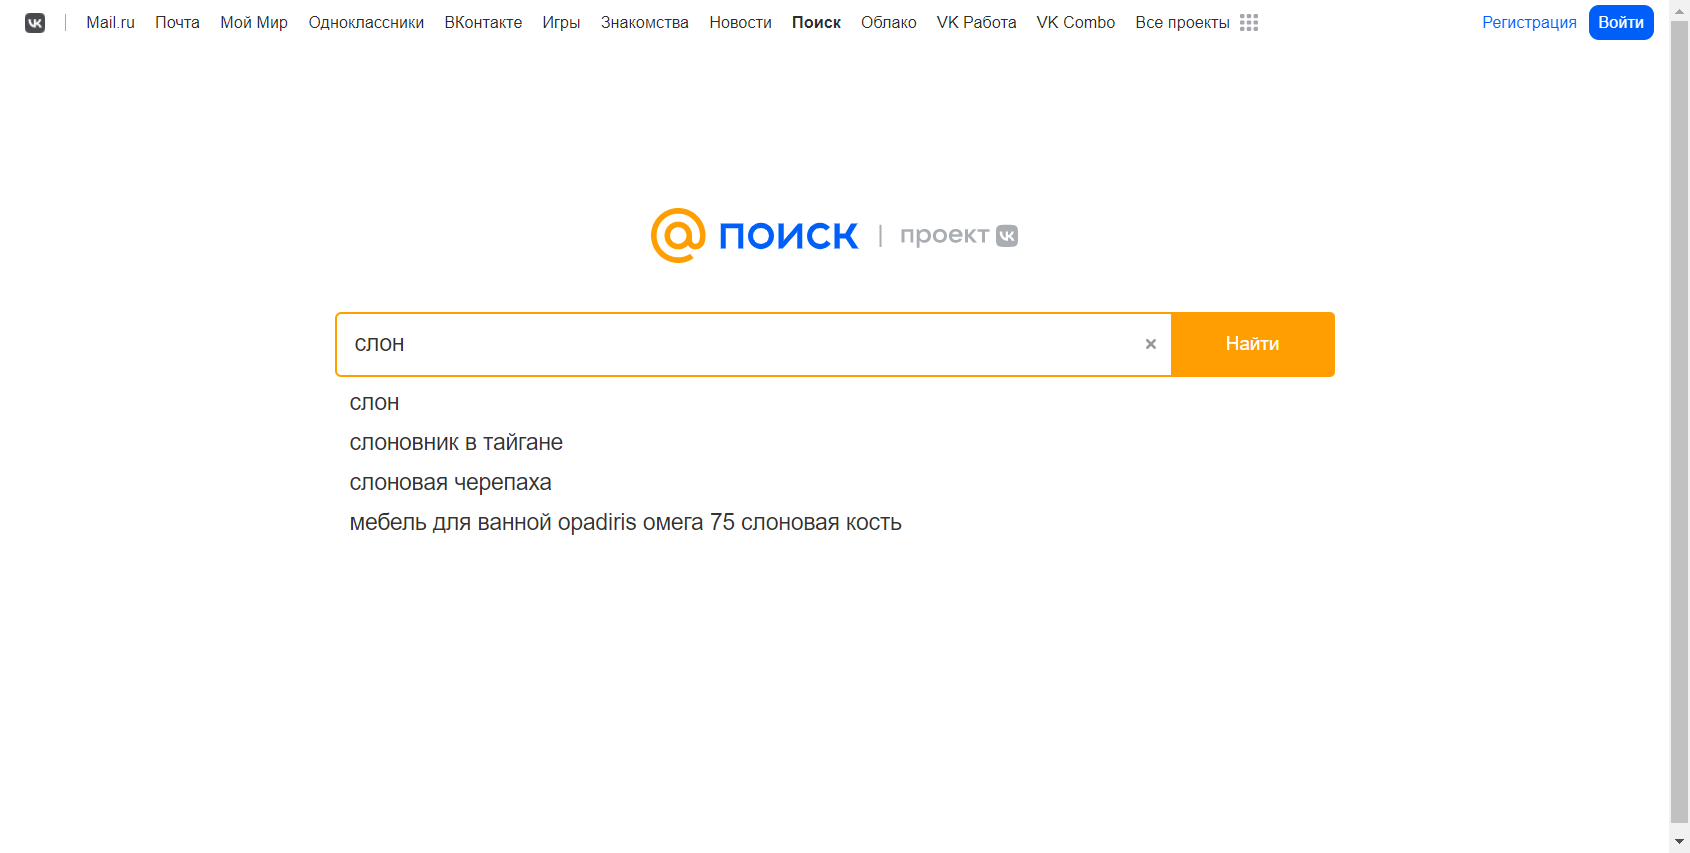 Mail.ru Почта Мой Мир Одноклассники ВКонтакте Игры Знакомства Новости Поиск Облако VK Работа VK Combo Все проекты Регистрация Войти
ПОИСК | проект VK
слон × Найти
слон
слоновник в тайгане
слоновая черепаха
мебель для ванной opadiris омега 75 слоновая кость